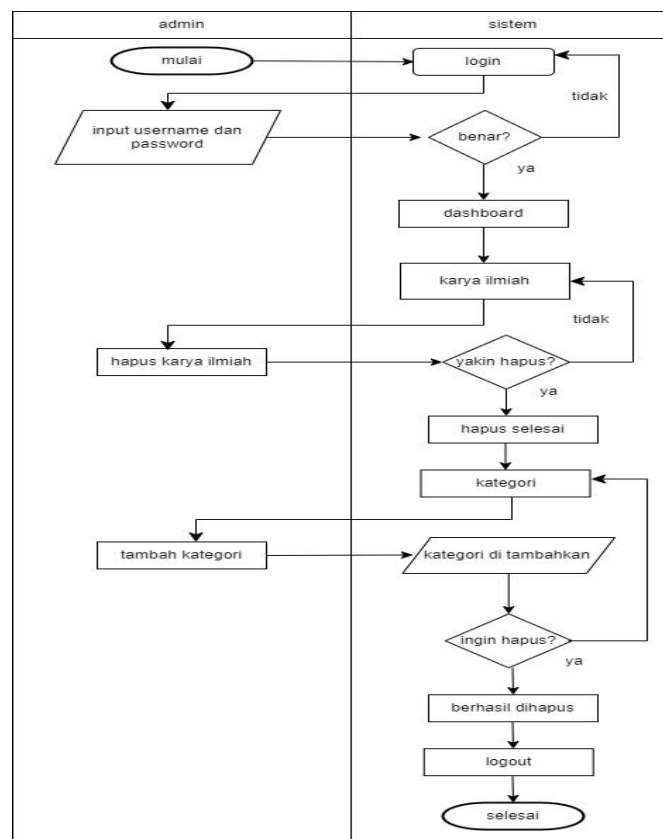 admin
sistem
mulai
login
tidak
input username dan
password
benar?
ya
dashboard
karya ilmiah
tidak
hapus karya ilmiah
yakin hapus?
ya
hapus selesai
kategori
tambah kategori
kategori di tambahkan
ingin hapus?
ya
berhasil dihapus
logout
selesai